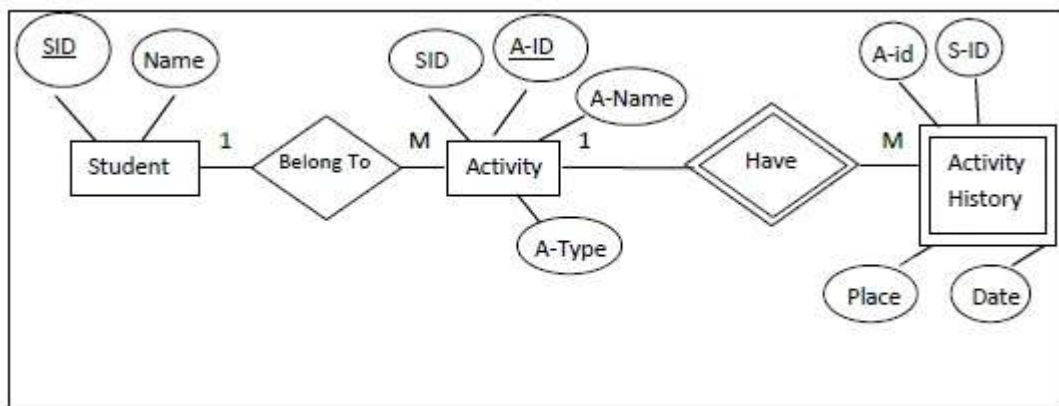 SID
Name
SID
A-ID
A-Name
A-id
S-ID
Student
1
Belong To
M
Activity
1
Have
M
Activity
History
A-Type
Place
Date